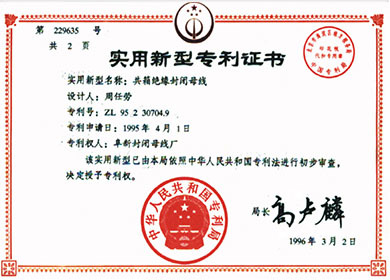 第 229635 号
共 2 页
实用新型专利证书
实用新型名称：共箱绝缘封闭母线
设计人：周任劳
专利号：ZL 95 2 30704.9
专利申请日：1995 年 4 月 1 日
专利权人：阜新封闭母线厂
该实用新型已由本局依照中华人民共和国专利法进行初步审查，
决定授予专利权。
中华人民共和国专利局
局长 高卢麟
1996 年 3 月 2 日